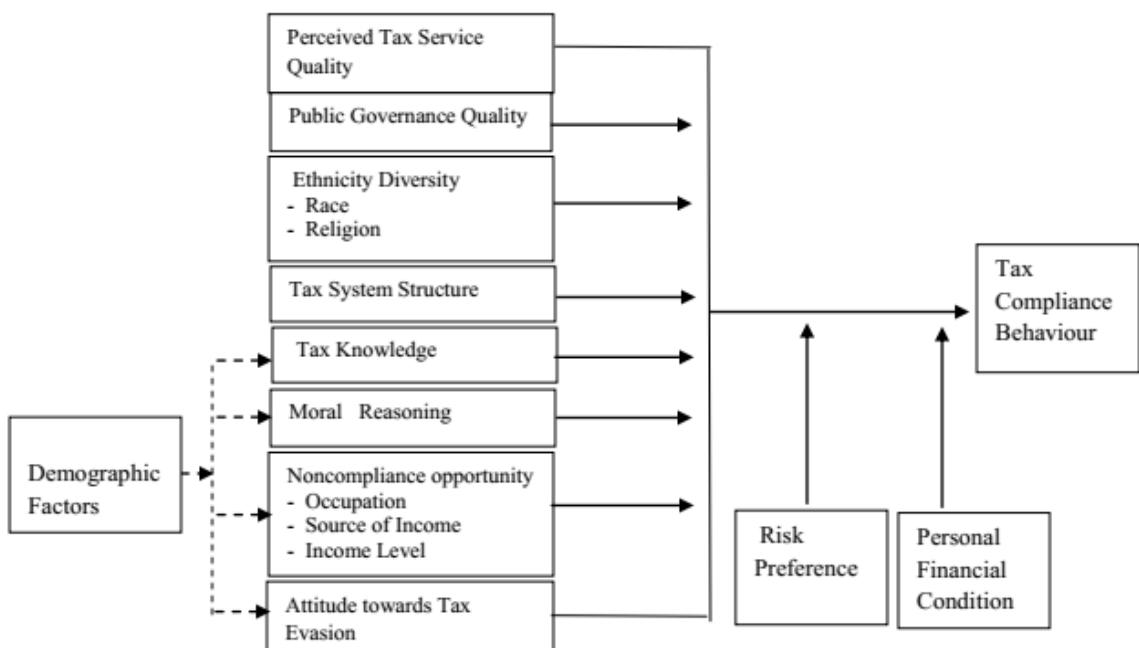 Perceived Tax Service
Quality
Public Governance Quality
Ethnicity Diversity
- Race
- Religion
Tax System Structure
Tax Knowledge
Moral Reasoning
Noncompliance opportunity
- Occupation
- Source of Income
- Income Level
Attitude towards Tax
Evasion
Demographic
Factors
Risk
Preference
Personal
Financial
Condition
Tax
Compliance
Behaviour